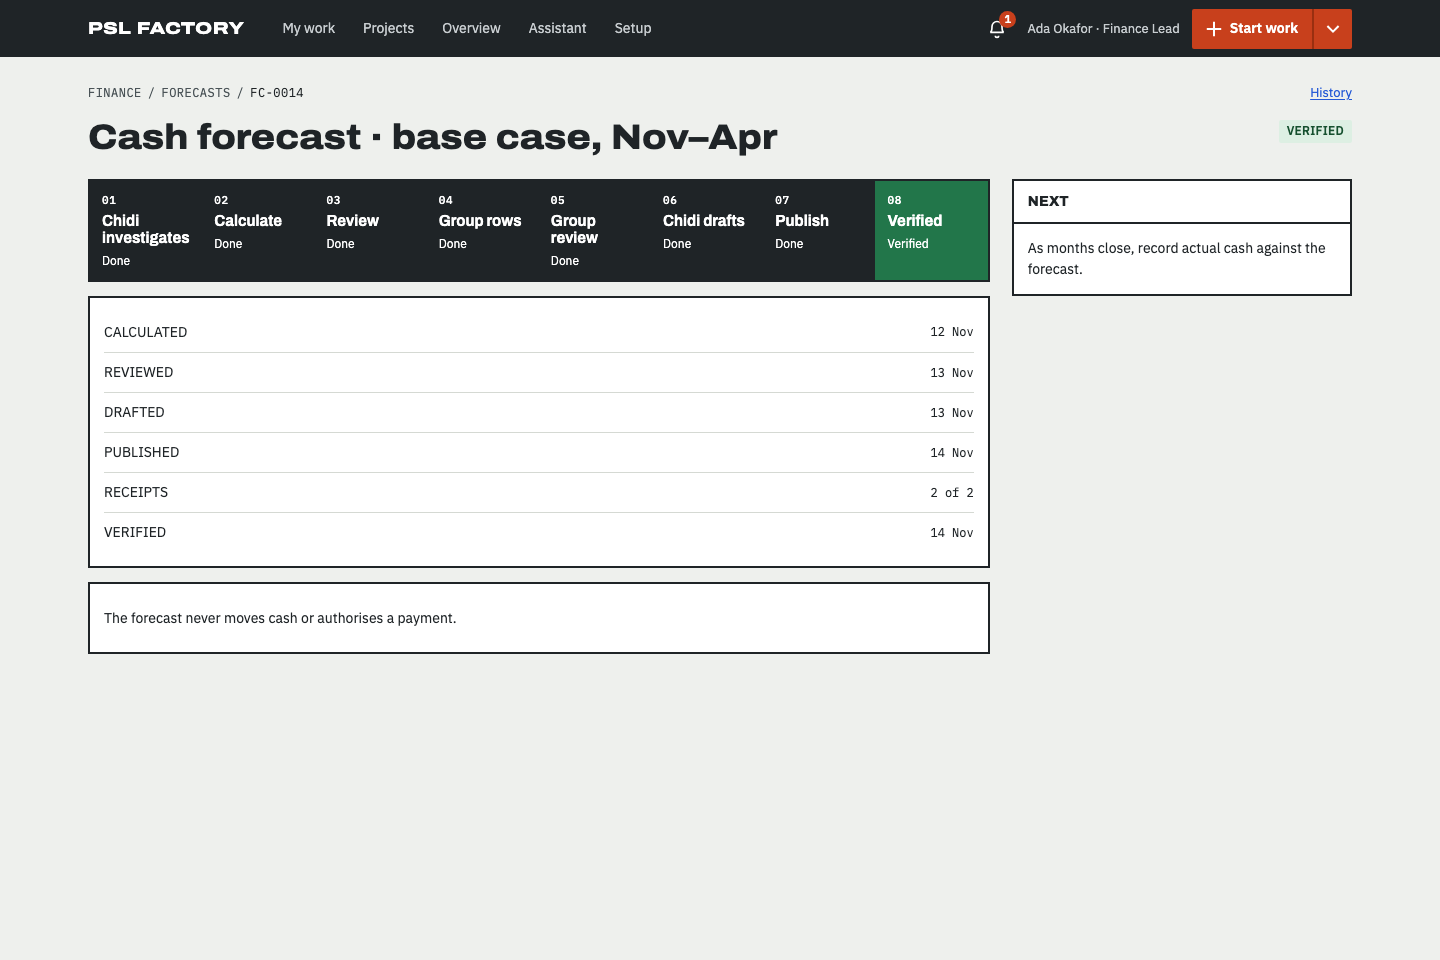 PSL FACTORY My work Projects Overview Assistant Setup 1 Ada Okafor · Finance Lead Start work
FINANCE / FORECASTS / FC-0014 History
Cash forecast · base case, Nov–Apr VERIFIED
01 Chidi investigates Done
02 Calculate Done
03 Review Done
04 Group rows Done
05 Group review Done
06 Chidi drafts Done
07 Publish Done
08 Verified Verified
NEXT
As months close, record actual cash against the
forecast.
CALCULATED 12 Nov
REVIEWED 13 Nov
DRAFTED 13 Nov
PUBLISHED 14 Nov
RECEIPTS 2 of 2
VERIFIED 14 Nov
The forecast never moves cash or authorises a payment.